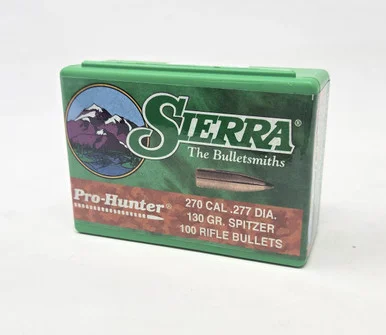 SIERRA®
The Bulletsmiths
Pro-Hunter®
270 CAL .277 DIA.
130 GR. SPITZER
100 RIFLE BULLETS